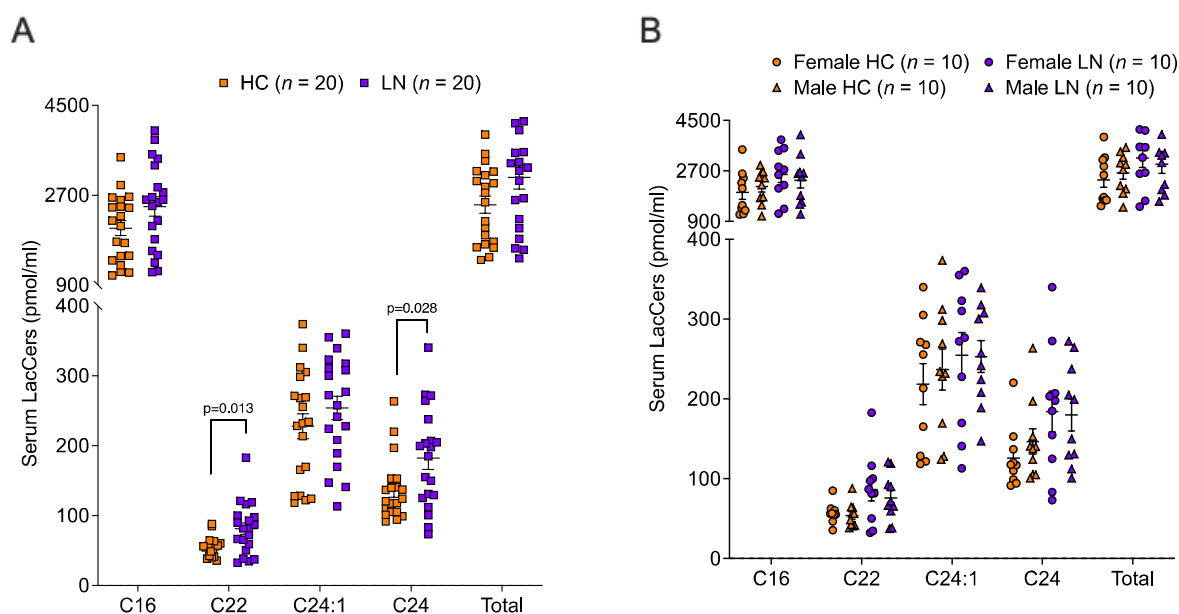 A
HC (n = 20) LN (n = 20)
Serum LacCers (pmol/ml)
4500
2700
900
400
300
200
100
0
p=0.013
p=0.028
C16 C22 C24:1 C24 Total
B
Female HC (n = 10) Female LN (n = 10)
Male HC (n = 10) Male LN (n = 10)
Serum LacCers (pmol/ml)
4500
2700
900
400
300
200
100
0
C16 C22 C24:1 C24 Total